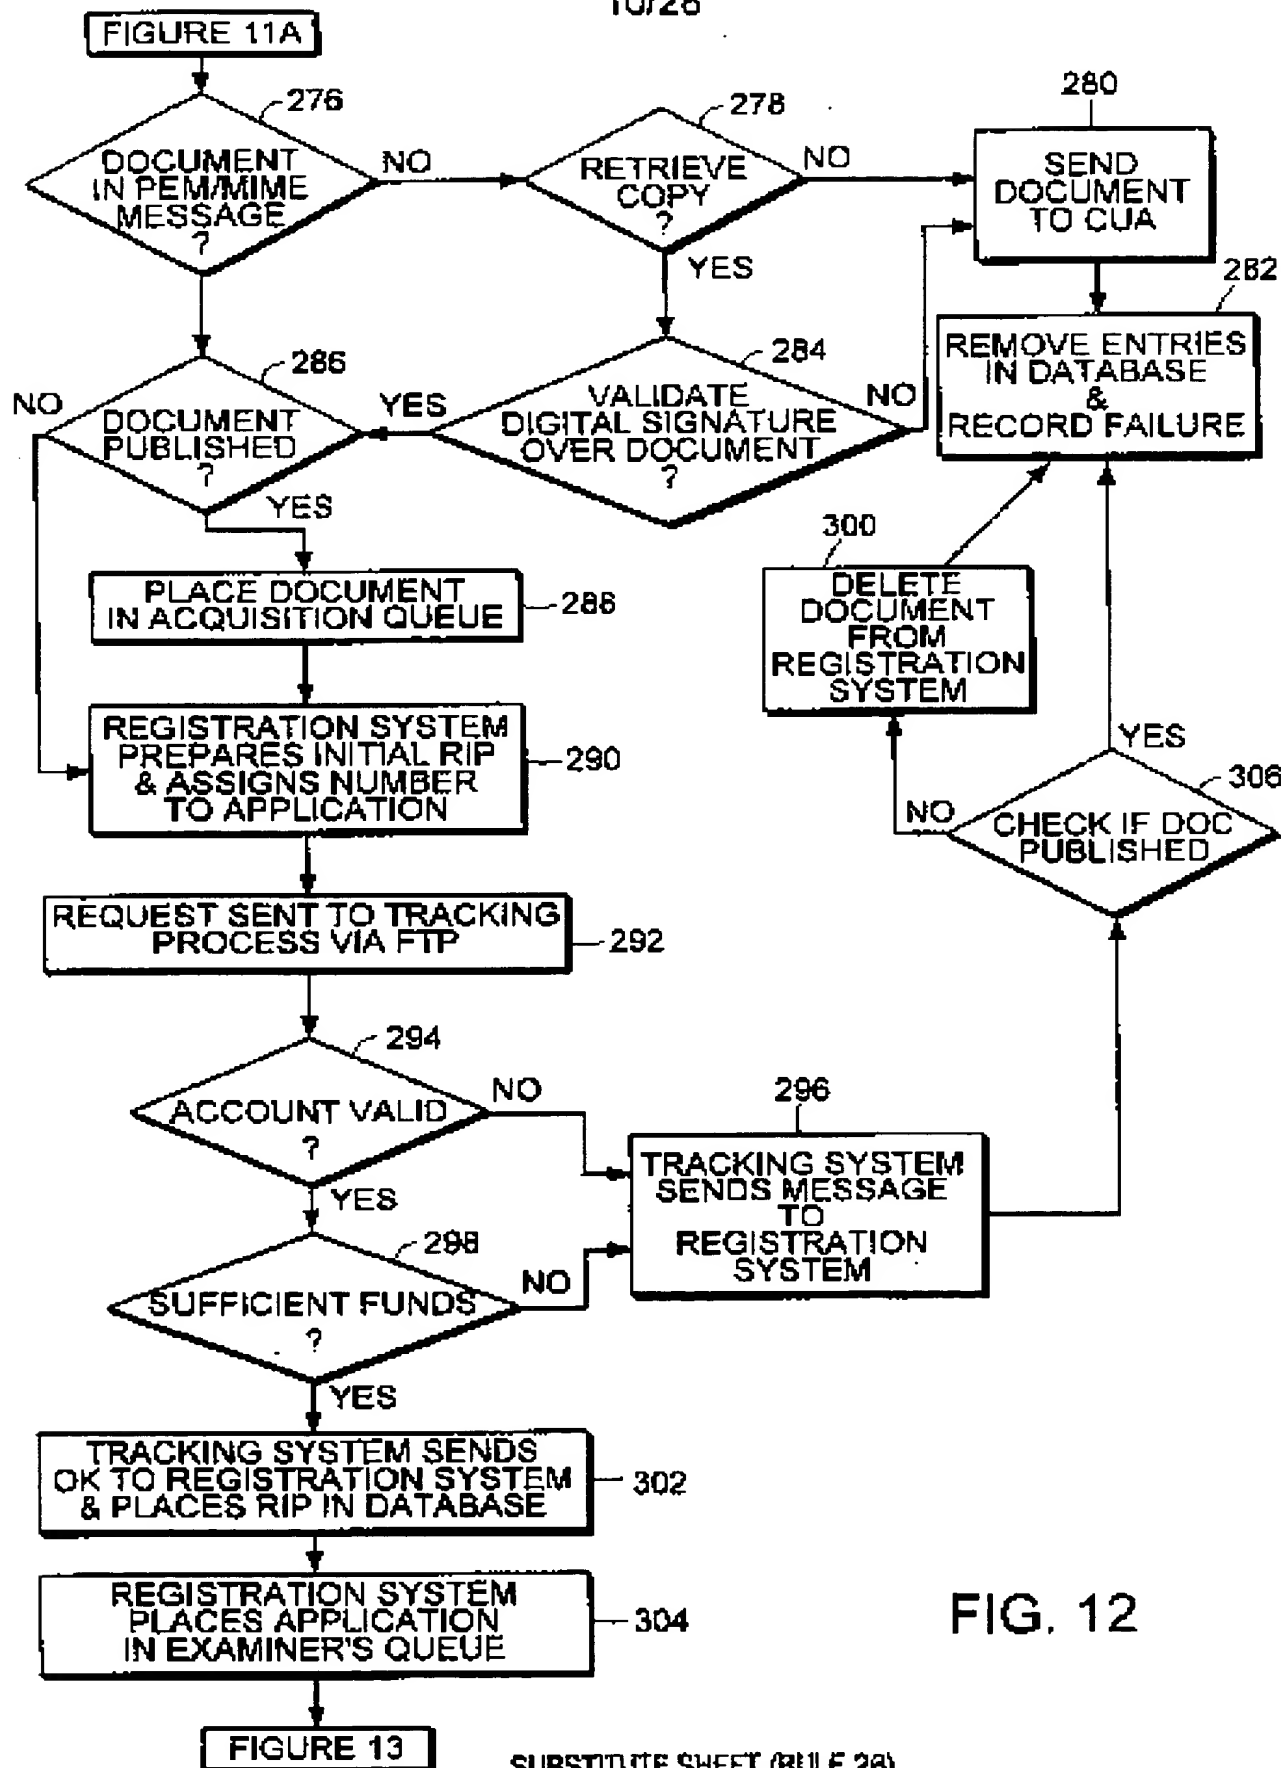 10/26
FIGURE 11A
276
DOCUMENT
IN PEM/MIME
MESSAGE
?
NO
278
RETRIEVE
COPY
?
NO
YES
280
SEND
DOCUMENT
TO CUA
282
REMOVE ENTRIES
IN DATABASE
&
RECORD FAILURE
284
VALIDATE
DIGITAL SIGNATURE
OVER DOCUMENT
?
NO
YES
286
DOCUMENT
PUBLISHED
?
NO
YES
PLACE DOCUMENT
IN ACQUISITION QUEUE
288
REGISTRATION SYSTEM
PREPARES INITIAL RIP
& ASSIGNS NUMBER
TO APPLICATION
290
300
DELETE
DOCUMENT
FROM
REGISTRATION
SYSTEM
YES
306
NO
CHECK IF DOC
PUBLISHED
REQUEST SENT TO TRACKING
PROCESS VIA FTP
292
294
ACCOUNT VALID
?
NO
YES
296
TRACKING SYSTEM
SENDS MESSAGE
TO
REGISTRATION
SYSTEM
298
SUFFICIENT FUNDS
?
NO
YES
TRACKING SYSTEM SENDS
OK TO REGISTRATION SYSTEM
& PLACES RIP IN DATABASE
302
REGISTRATION SYSTEM
PLACES APPLICATION
IN EXAMINER'S QUEUE
304
FIG. 12
FIGURE 13
SUBSTITUTE SHEET (RULE 26)